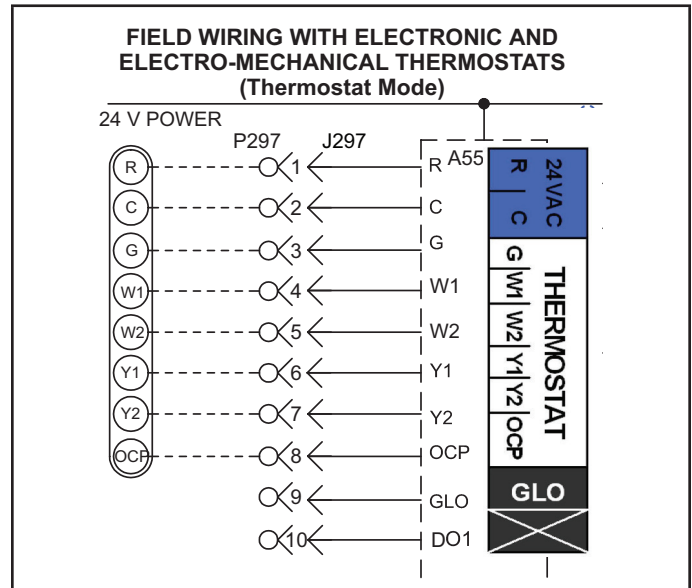 FIELD WIRING WITH ELECTRONIC AND
ELECTRO-MECHANICAL THERMOSTATS
(Thermostat Mode)
24 V POWER
P297 J297
R 1 R A55
C 2 C
G 3 G
W1 4 W1
W2 5 W2
Y1 6 Y1
Y2 7 Y2
OCP 8 OCP
9 GLO
10 DO1
24VAC
R C
THERMOSTAT
G W1 W2 Y1 Y2 OCP
GLO